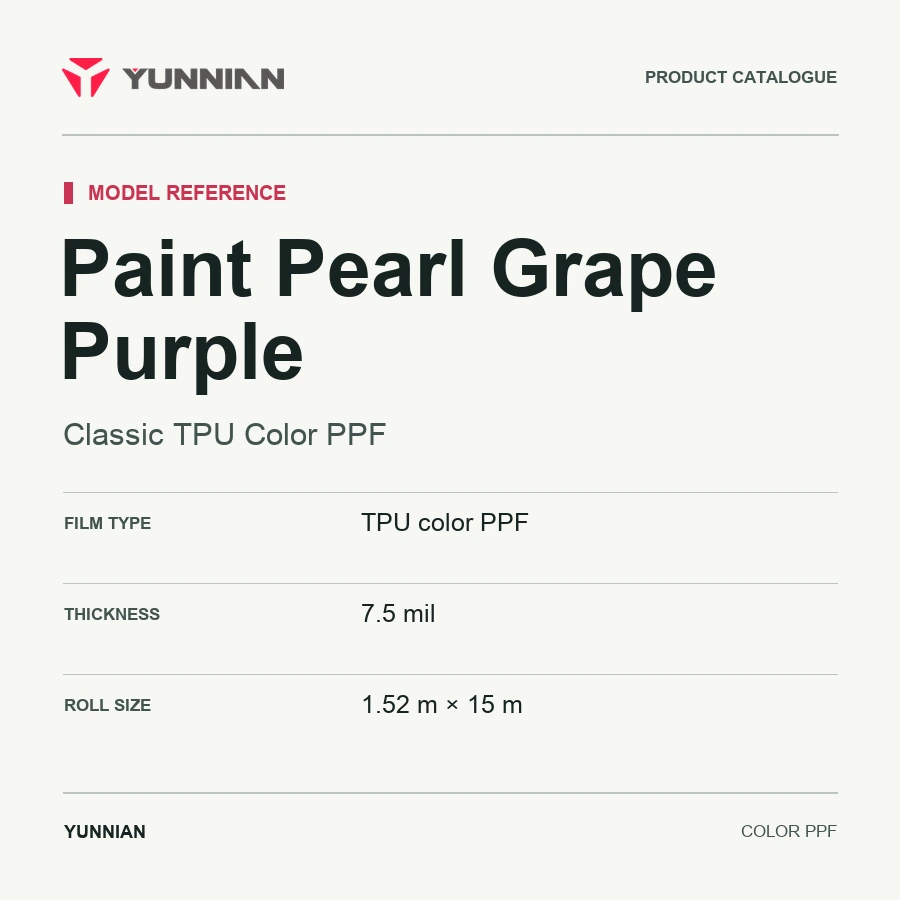 YUNNIAN
PRODUCT CATALOGUE
MODEL REFERENCE
Paint Pearl Grape
Purple
Classic TPU Color PPF
FILM TYPE
TPU color PPF
THICKNESS
7.5 mil
ROLL SIZE
1.52 m × 15 m
YUNNIAN
COLOR PPF